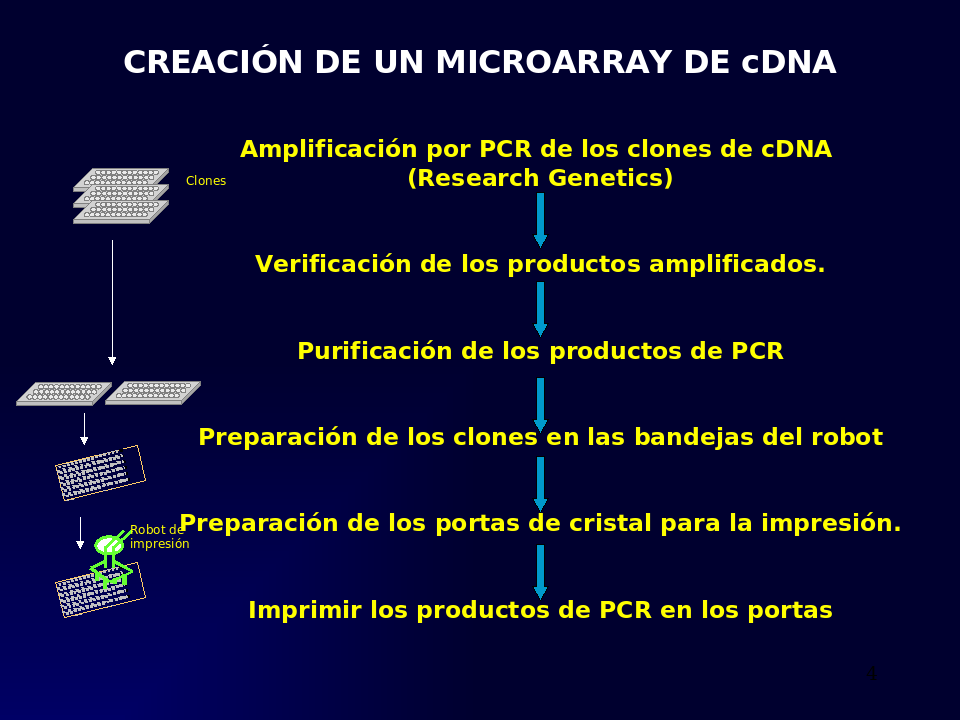 CREACIÓN DE UN MICROARRAY DE cDNA
Amplificación por PCR de los clones de cDNA
(Research Genetics)
Clones
Verificación de los productos amplificados.
Purificación de los productos de PCR
Preparación de los clones en las bandejas del robot
Preparación de los portas de cristal para la impresión.
Robot de
impresión
Imprimir los productos de PCR en los portas